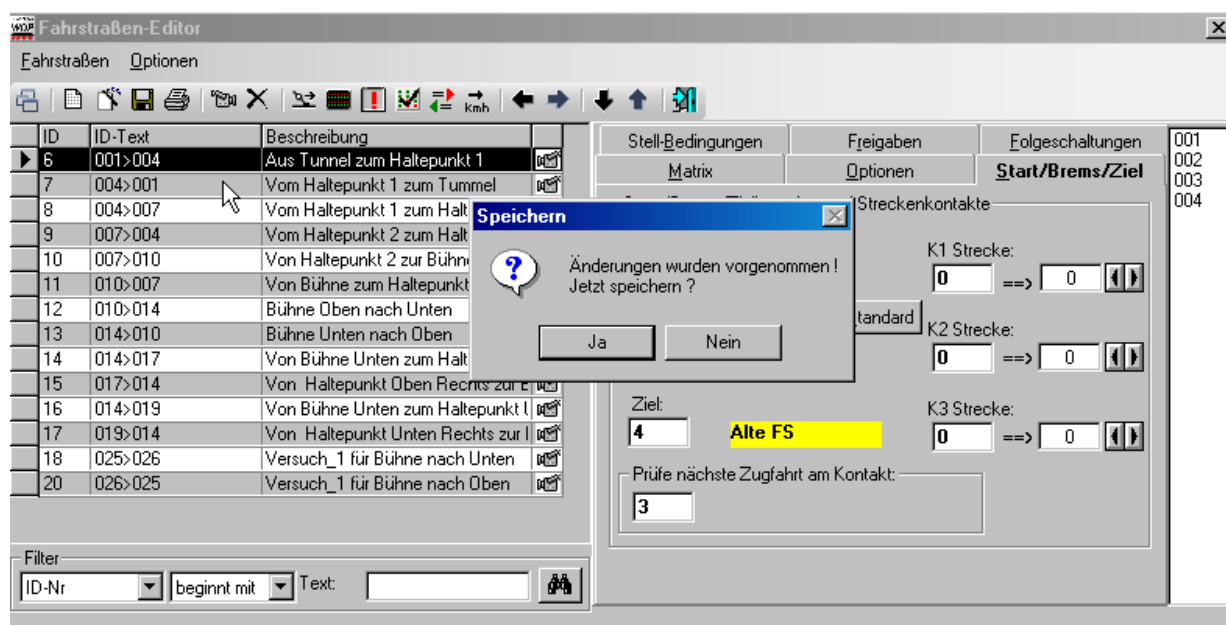 Fahrstraßen-Editor
Fahrstraßen Optionen
Kmh
ID ID-Text Beschreibung
6 001>004 Aus Tunnel zum Haltepunkt 1
7 004>001 Vom Haltepunkt 1 zum Tummel
8 004>007 Vom Haltepunkt 1 zum Halt
9 007>004 Vom Haltepunkt 2 zum Halt
10 007>010 Von Haltepunkt 2 zur Bühn
11 010>007 Von Bühne zum Haltepunkt
12 010>014 Bühne Oben nach Unten
13 014>010 Bühne Unten nach Oben
14 014>017 Von Bühne Unten zum Halt
15 017>014 Von Haltepunkt Oben Rechts zur
16 014>019 Von Bühne Unten zum Haltepunkt
17 019>014 Von Haltepunkt Unten Rechts zur
18 025>026 Versuch_1 für Bühne nach Unten
20 026>025 Versuch_1 für Bühne nach Oben
Filter
ID-Nr beginnt mit Text:
Stell-Bedingungen Freigaben Folgeschaltungen
Matrix Optionen Start/Brems/Ziel
Streckenkontakte
K1 Strecke:
0 ==> 0
tandard
K2 Strecke:
0 ==> 0
Ziel:
4 Alte FS
K3 Strecke:
0 ==> 0
Prüfe nächste Zugfahrt am Kontakt:
3
Speichern
Änderungen wurden vorgenommen !
Jetzt speichern ?
Ja Nein
001
002
003
004